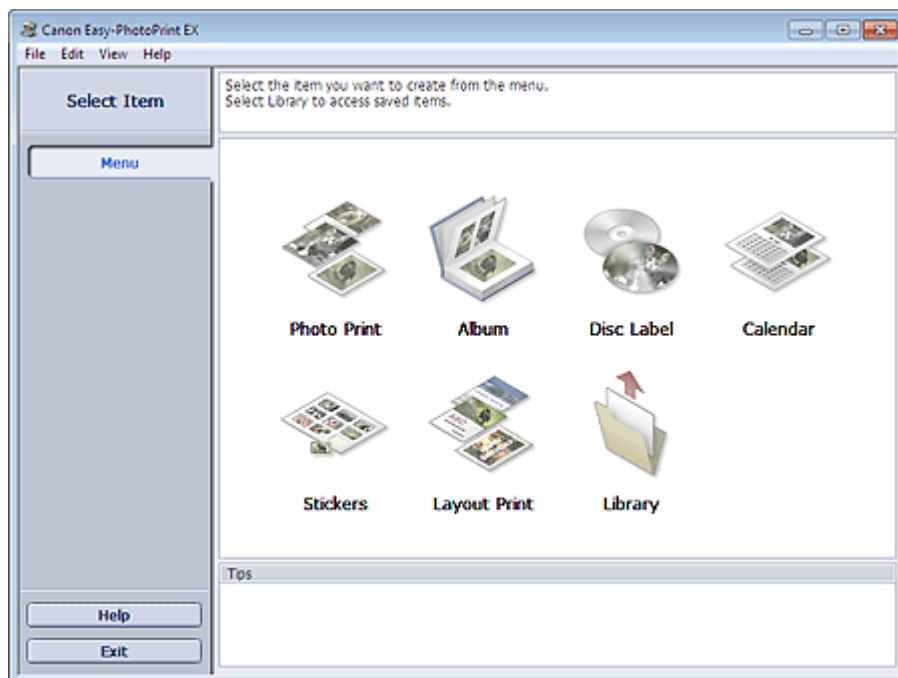 Canon Easy-PhotoPrint EX
File Edit View Help
Select Item
Select the item you want to create from the menu.
Select Library to access saved items.
Menu
Photo Print Album Disc Label Calendar
Stickers Layout Print Library
Tips
Help
Exit